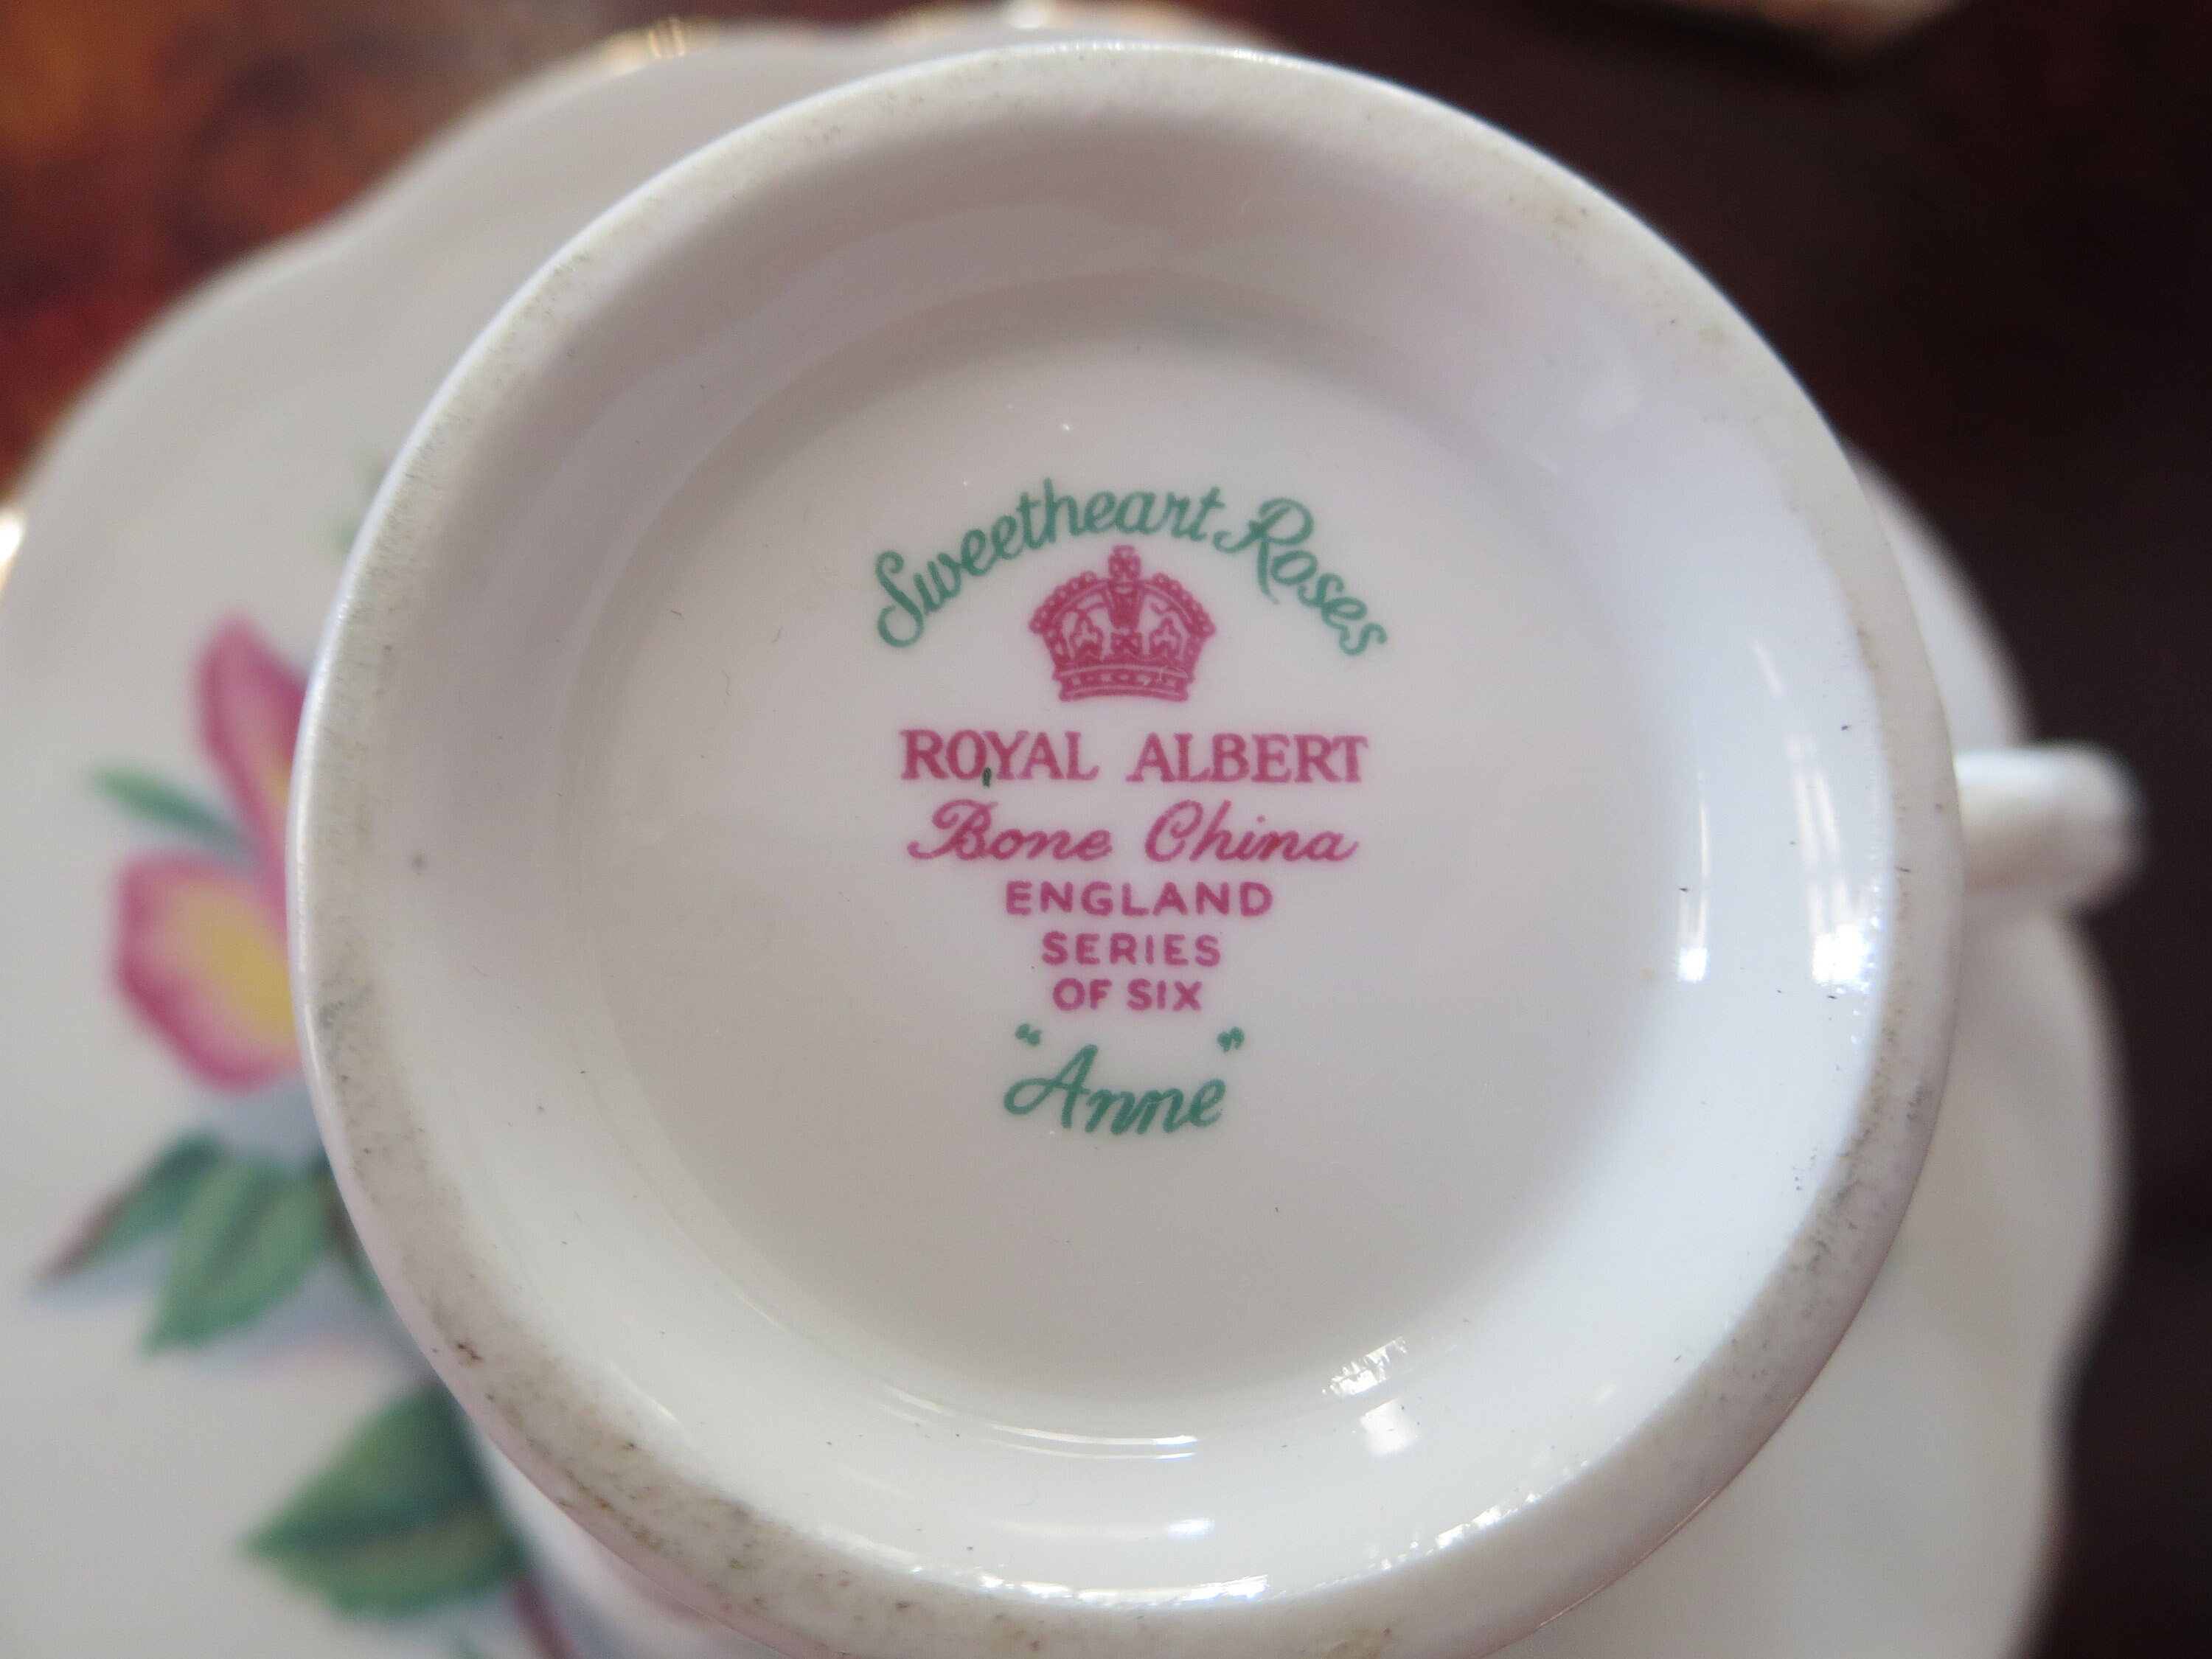 Sweetheart Roses
ROYAL ALBERT
Bone China
ENGLAND
SERIES
OF SIX
"Anne"